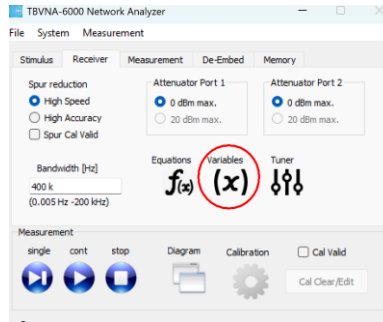 TBVNA-6000 Network Analyzer
File System Measurement
Stimulus Receiver Measurement De-Embed Memory
Spur reduction Attenuator Port 1 Attenuator Port 2
High Speed 0 dBm max. 0 dBm max.
High Accuracy 20 dBm max. 20 dBm max.
Spur Cal Valid
Bandwidth [Hz] Equations Variables Tuner
400 k f(x) (x)
(0.005 Hz -200 kHz)
Measurement
single cont stop Diagram Calibration Cal Valid
Cal Clear/Edit